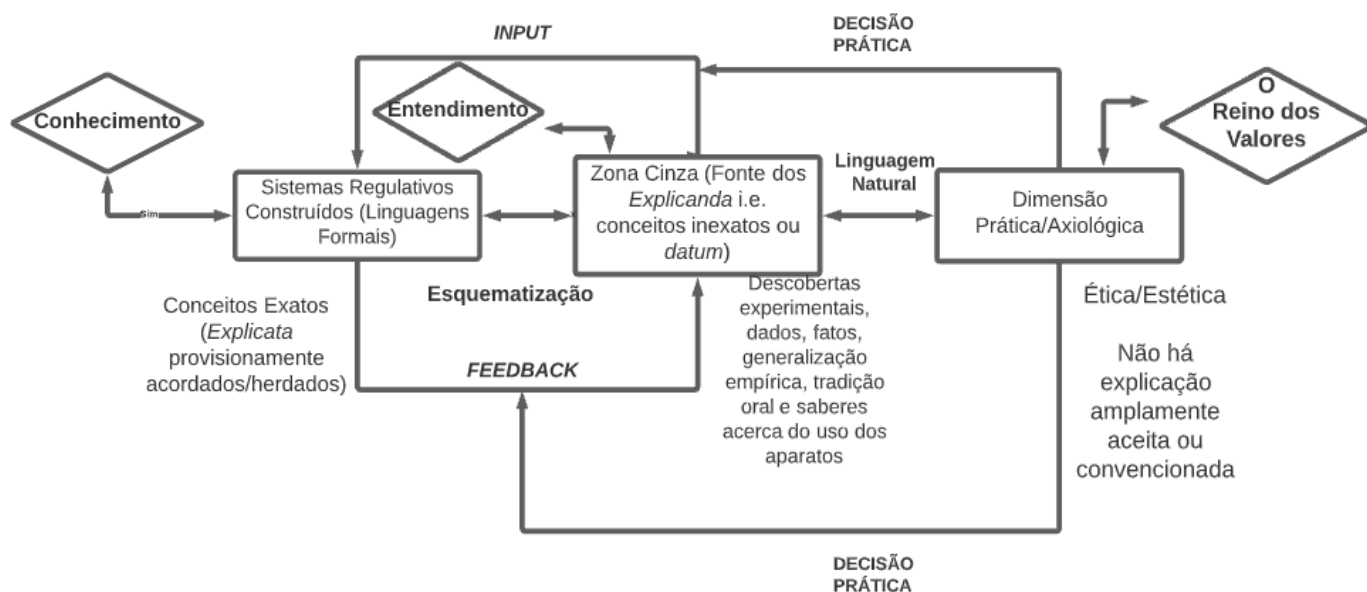 INPUT
DECISÃO
PRÁTICA
Conhecimento
Entendimento
O
Reino dos
Valores
Sim
Sistemas Regulativos
Construídos (Linguagens
Formais)
Zona Cinza (Fonte dos
Explicanda i.e.
conceitos inexatos ou
datum)
Linguagem
Natural
Dimensão
Prática/Axiológica
Conceitos Exatos
(Explicata
provisionamente
acordados/herdados)
Esquematização
FEEDBACK
Descobertas
experimentais,
dados, fatos,
generalização
empírica, tradição
oral e saberes
acerca do uso dos
aparatos
Ética/Estética
Não há
explicação
amplamente
aceita ou
convencionada
DECISÃO
PRÁTICA